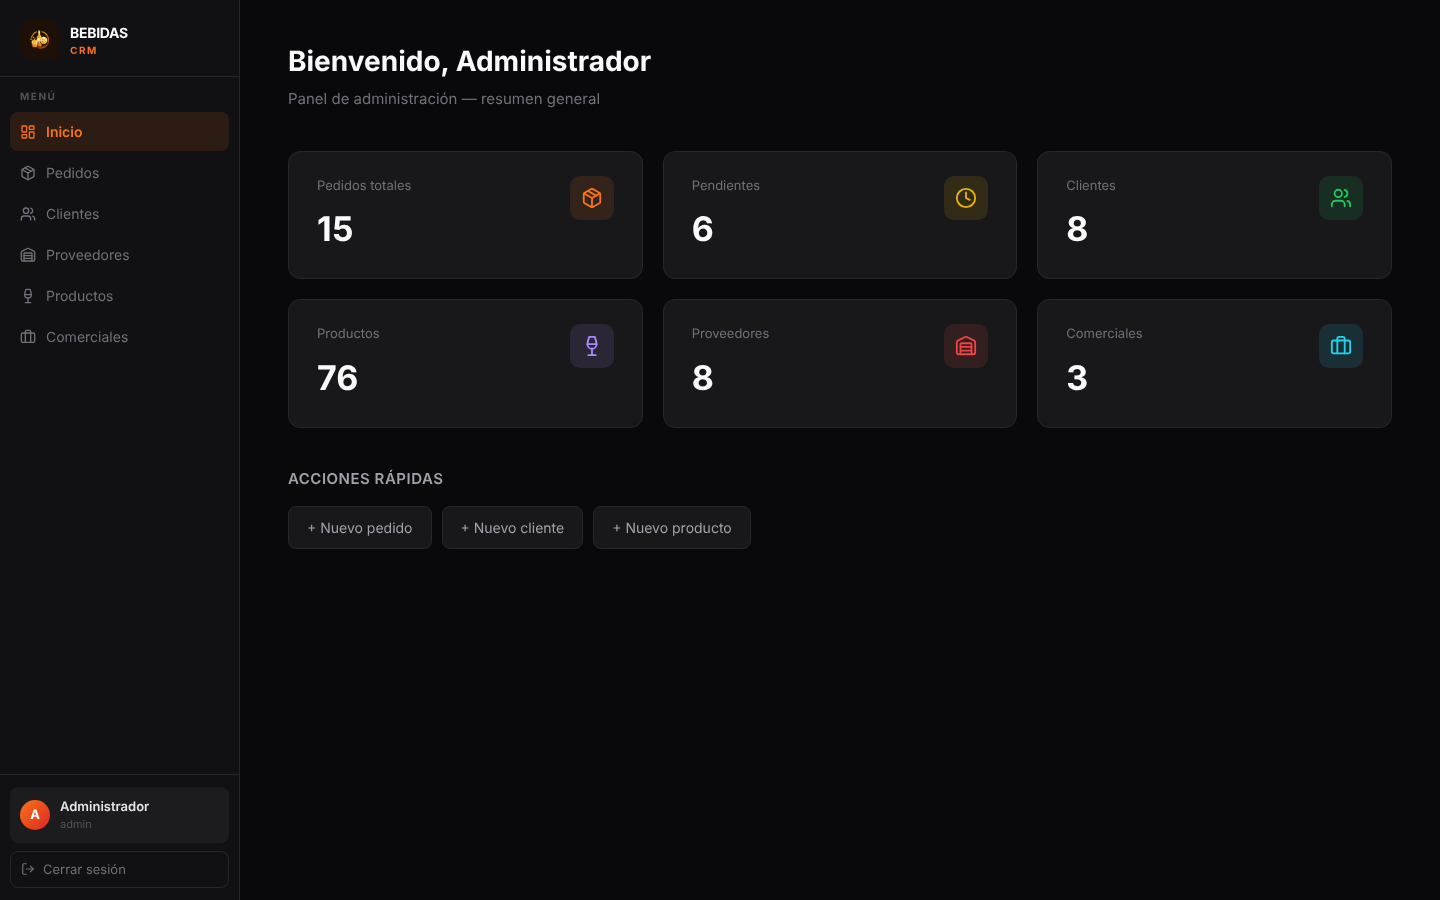 BEBIDAS
CRM
MENÚ
Inicio
Pedidos
Clientes
Proveedores
Productos
Comerciales
Administrador
admin
Cerrar sesión
Bienvenido, Administrador
Panel de administración — resumen general
Pedidos totales
15
Pendientes
6
Clientes
8
Productos
76
Proveedores
8
Comerciales
3
ACCIONES RÁPIDAS
+ Nuevo pedido
+ Nuevo cliente
+ Nuevo producto
A